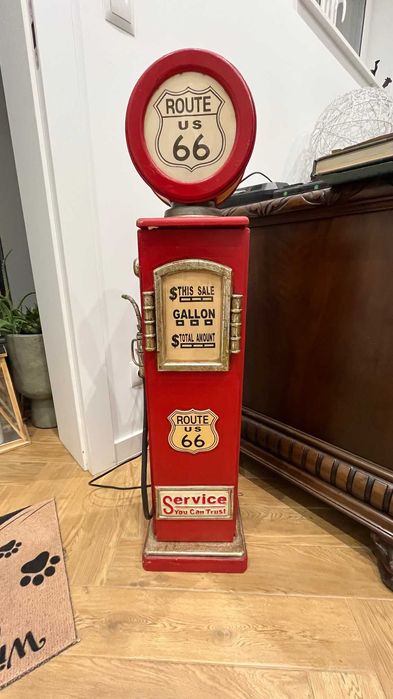 ROUTE
US
66
$ THIS SALE
GALLON
$ TOTAL AMOUNT
ROUTE
US
66
Service
You Can Trust